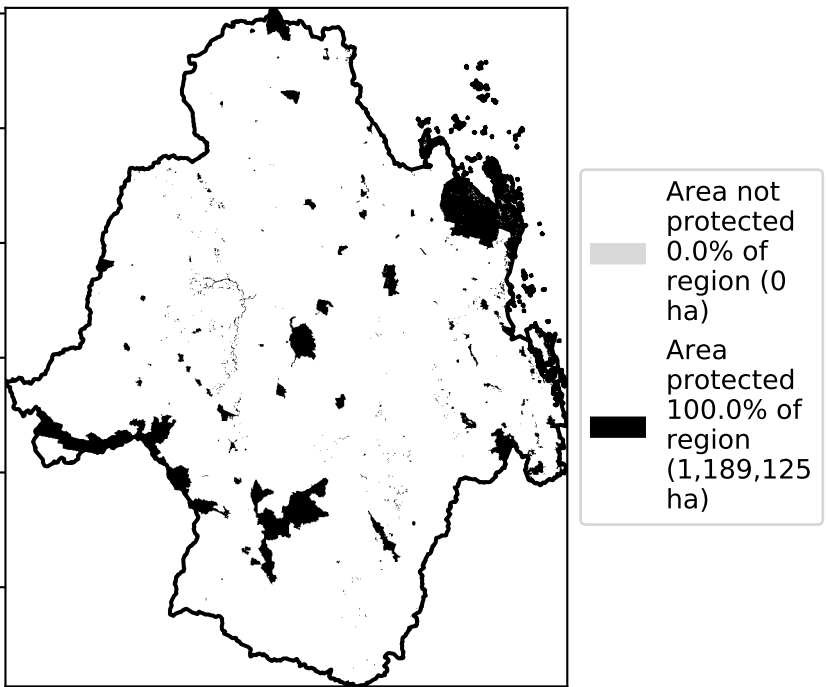 Area not
protected
0.0% of
region (0
ha)
Area
protected
100.0% of
region
(1,189,125
ha)